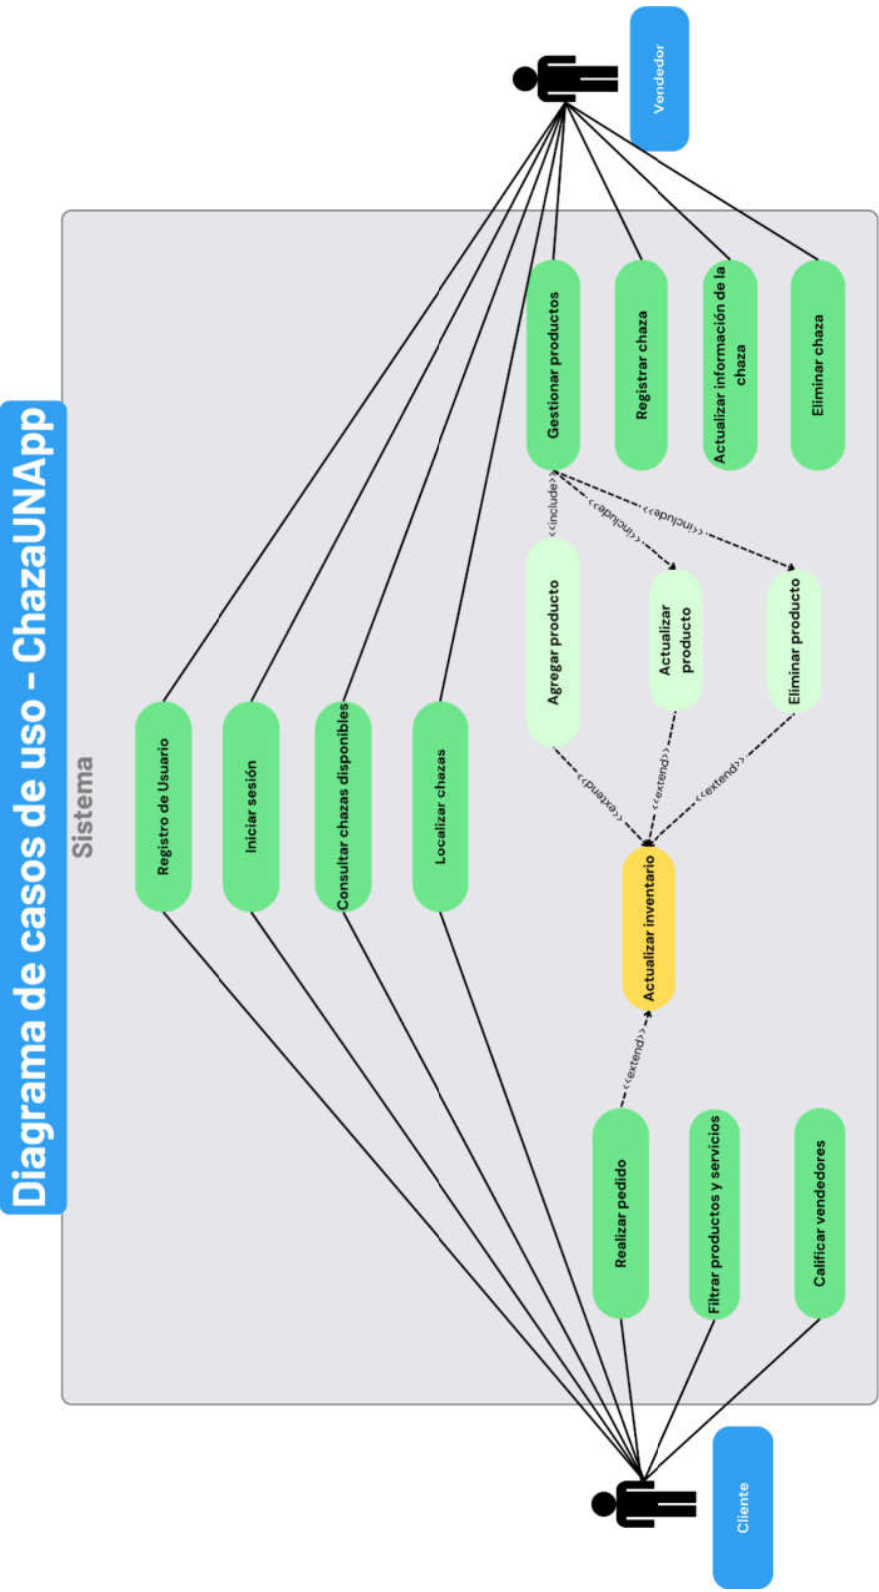 Diagrama de casos de uso - ChazaUNApp
Sistema
Registro de Usuario
Iniciar sesión
Consultar chazas disponibles
Localizar chazas
Cliente
Realizar pedido
Filtrar productos y servicios
Calificar vendedores
<<extend>>
Actualizar inventario
<<extend>>
<<extend>>
<<extend>>
Agregar producto
Actualizar
producto
Eliminar producto
<<include>>
<<include>>
<<include>>
Gestionar productos
Registrar chaza
Actualizar información de la
chaza
Eliminar chaza
Vendedor